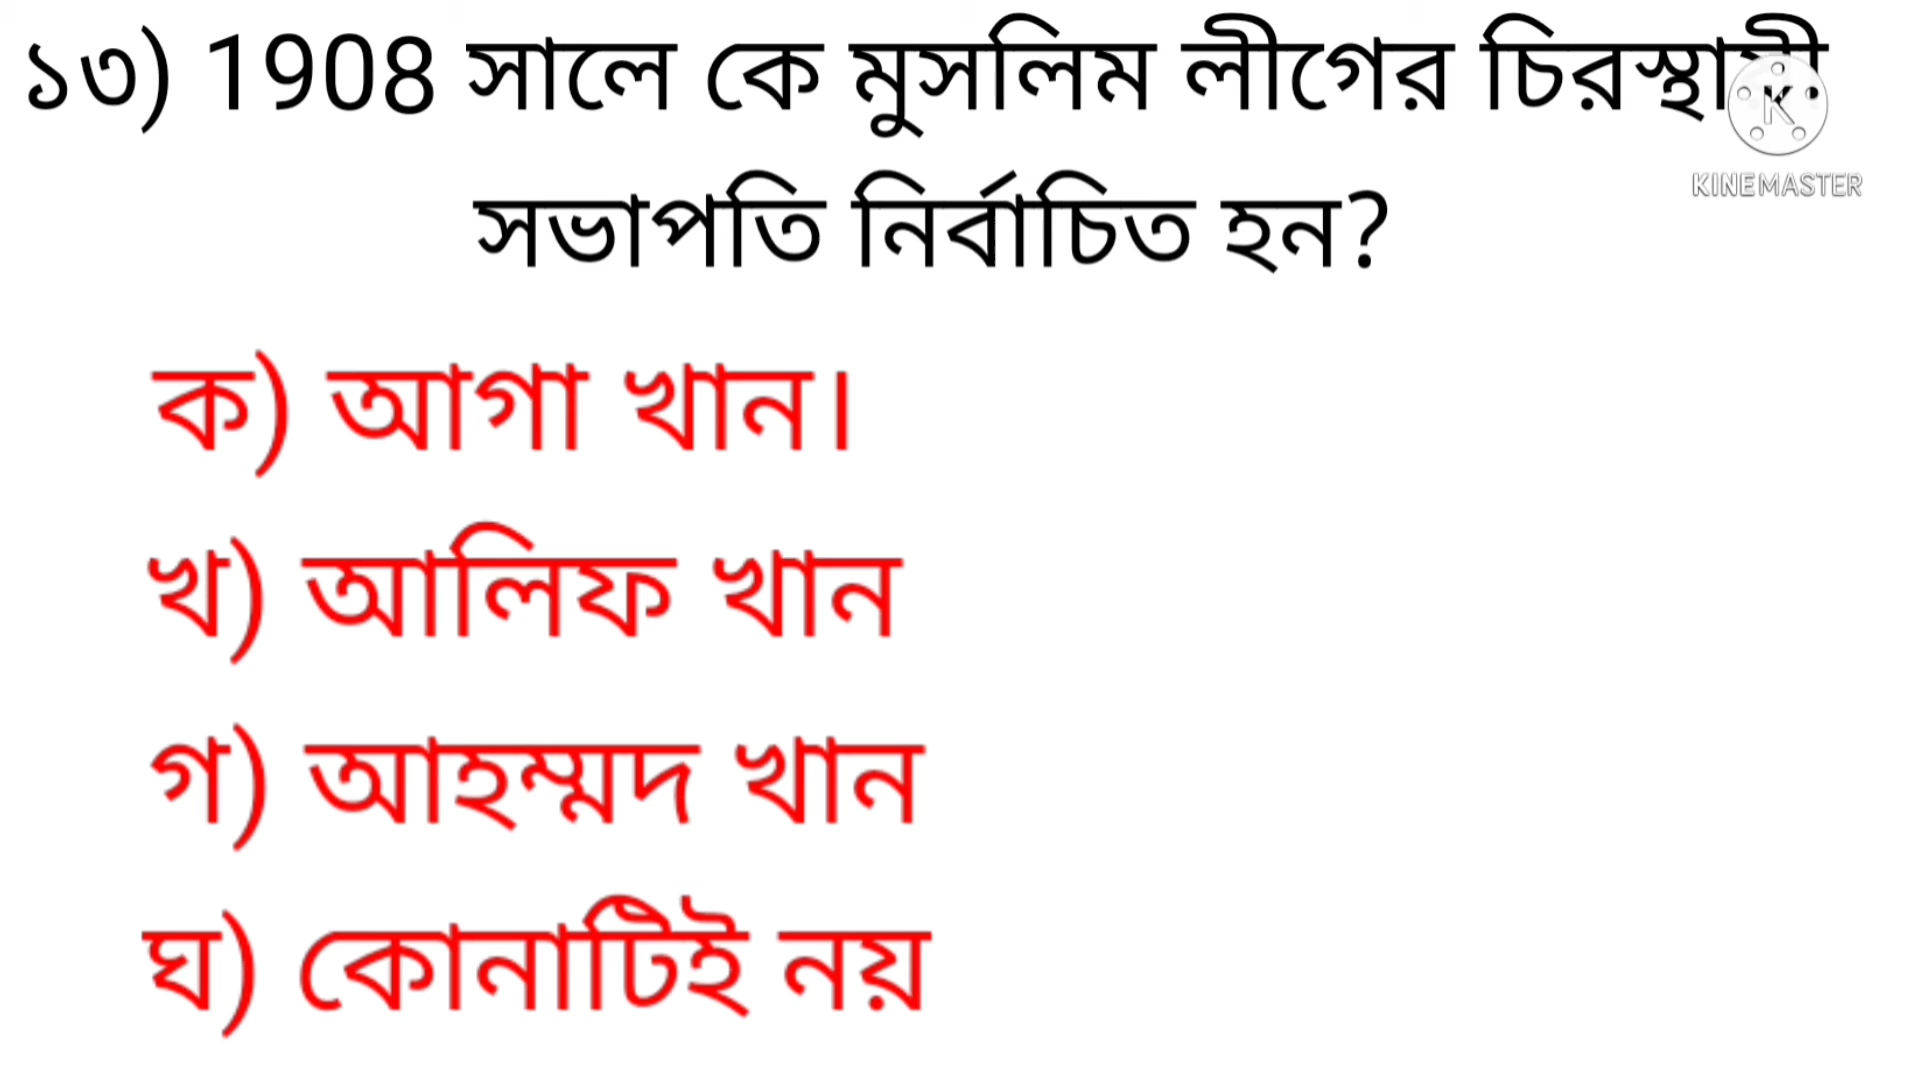 ১৩) 1908 সালে কে মুসলিম লীগের চিরস্থায়ী
সভাপতি নির্বাচিত হন?
KINEMASTER
ক) আগা খান।
খ) আলিফ খান
গ) আহম্মদ খান
ঘ) কোনাটিই নয়